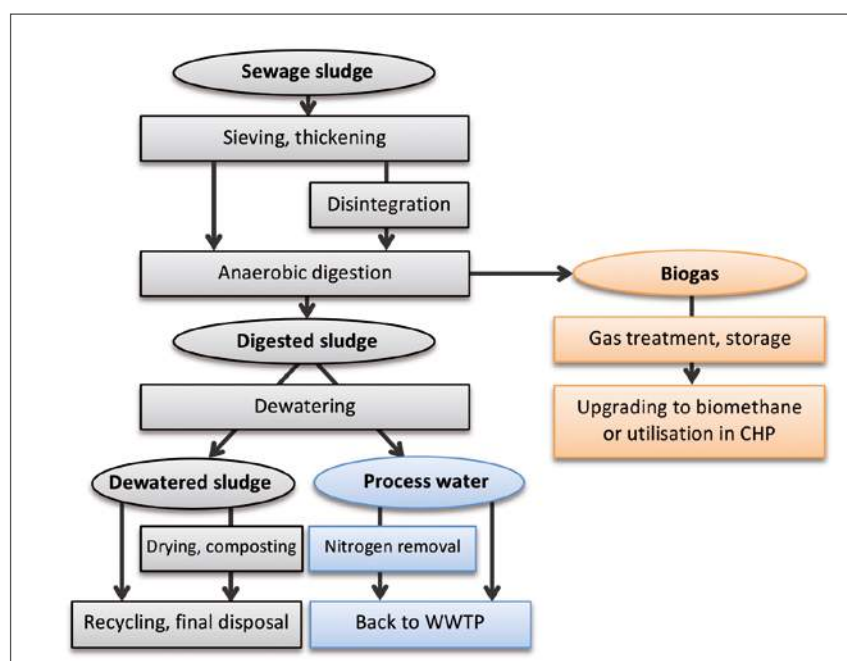 Sewage sludge
Sieving, thickening
Disintegration
Anaerobic digestion
Biogas
Digested sludge
Gas treatment, storage
Dewatering
Upgrading to biomethane
or utilisation in CHP
Dewatered sludge
Process water
Drying, composting
Nitrogen removal
Recycling, final disposal
Back to WWTP